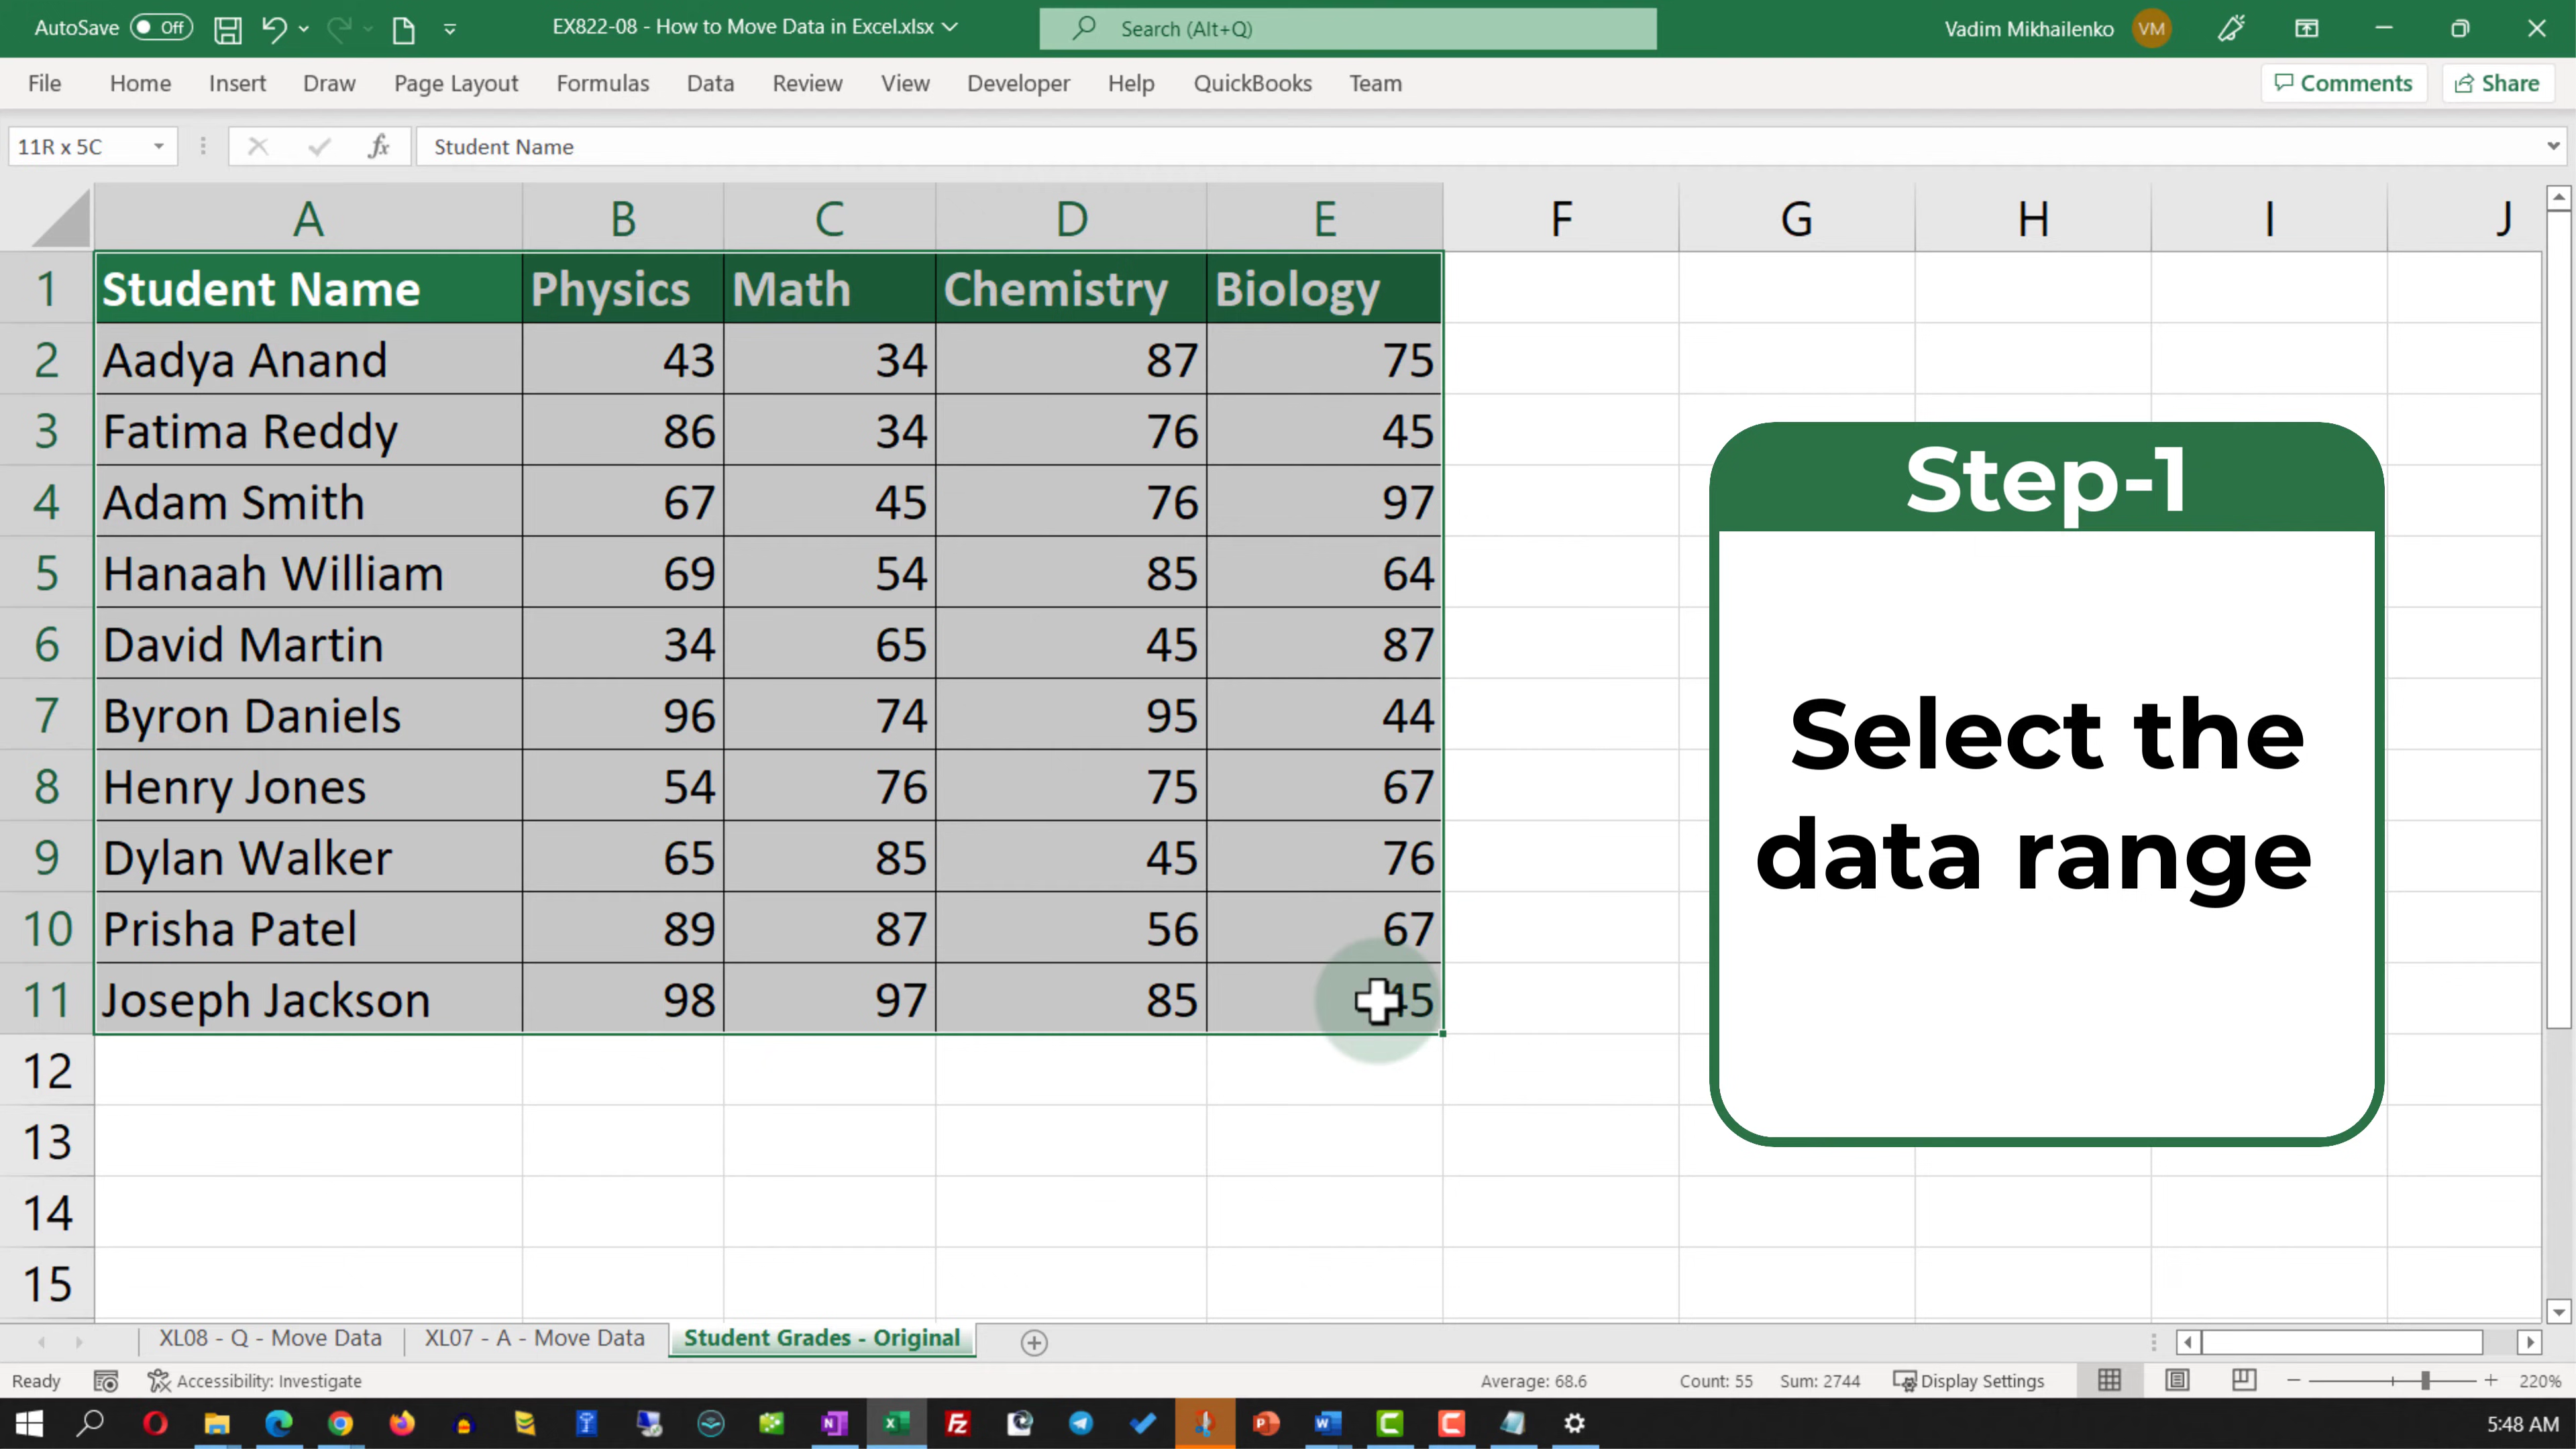 AutoSave Off EX822-08 - How to Move Data in Excel.xlsx Search (Alt+Q) Vadim Mikhailenko VM
File Home Insert Draw Page Layout Formulas Data Review View Developer Help QuickBooks Team Comments Share
11R x 5C fx Student Name
A B C D E F G H I J
1 Student Name Physics Math Chemistry Biology
2 Aadya Anand 43 34 87 75
3 Fatima Reddy 86 34 76 45
4 Adam Smith 67 45 76 97
5 Hanaah William 69 54 85 64
6 David Martin 34 65 45 87
7 Byron Daniels 96 74 95 44
8 Henry Jones 54 76 75 67
9 Dylan Walker 65 85 45 76
10 Prisha Patel 89 87 56 67
11 Joseph Jackson 98 97 85 45
12
13
14
15
Step-1
Select the
data range
XL08 - Q - Move Data XL07 - A - Move Data Student Grades - Original
Ready Accessibility: Investigate Average: 68.6 Count: 55 Sum: 2744 Display Settings 220%
5:48 AM